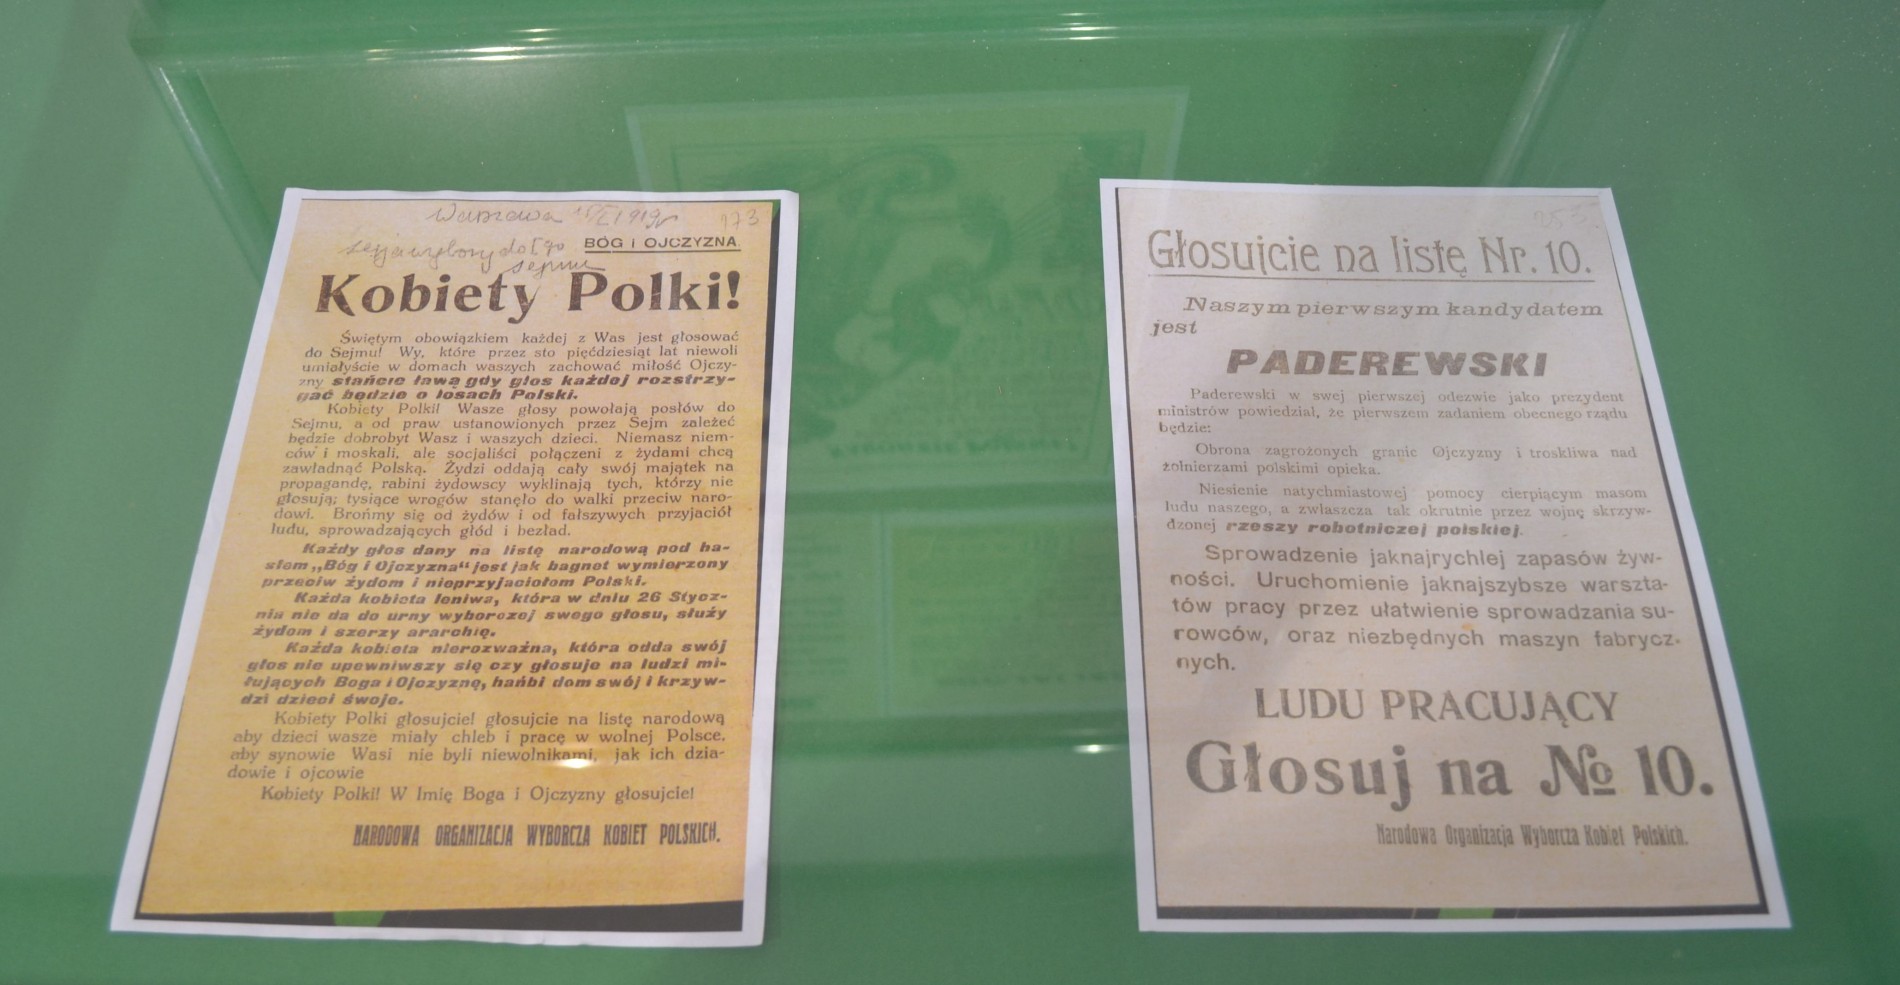 Warszawa 15/I 1919r 173
do I go
sejmu
BÓG i OJCZYZNA
Kobiety Polki!
Świętym obowiązkiem każdej z Was jest głosować
do Sejmu! Wy, które przez sto pięćdziesiąt lat niewoli
umiałyście w domach waszych zachować miłość Ojczy-
zny stańcie ławą gdy głos każdej rozstrzy-
gać będzie o losach Polski.
Kobiety Polki! Wasze głosy powołają posłów do
Sejmu, a od praw ustanowionych przez Sejm zależeć
będzie dobrobyt Wasz i waszych dzieci. Niemasz niem-
ców i moskali, ale socjaliści połączeni z żydami chcą
zawładnąć Polską. Żydzi oddają cały swój majątek na
propagandę, rabini żydowscy wyklinają tych, którzy nie
głosują; tysiące wrogów stanęło do walki przeciw naro-
dowi. Brońmy się od żydów i od fałszywych przyjaciół
ludu, sprowadzających głód i bezład.
Każdy głos dany na listę narodową pod ha-
słem „Bóg i Ojczyzna" jest jak bagnet wymierzony
przeciw żydom i nieprzyjaciołom Polski.
Każda kobieta leniwa, która w dniu 26 Stycz-
nia nie da do urny wyborczej swego głosu, służy
żydom i szerzy ararchię.
Każda kobieta nierozważna, która odda swój
głos nie upewniwszy się czy głosuje na ludzi mi-
łujących Boga i Ojczyznę, hańbi dom swój i krzyw-
dzi dzieci swoje.
Kobiety Polki głosujcie! głosujcie na listę narodową
aby dzieci wasze miały chleb i pracę w wolnej Polsce,
aby synowie Wasi nie byli niewolnikami, jak ich dzia-
dowie i ojcowie
Kobiety Polki! W Imię Boga i Ojczyzny głosujcie!
NARODOWA ORGANIZACJA WYBORCZA KOBIET POLSKICH.
Głosujcie na listę Nr. 10.
Naszym pierwszym kandydatem
jest
PADEREWSKI
Paderewski w swej pierwszej odezwie jako prezydent
ministrów powiedział, że pierwszem zadaniem obecnego rządu
będzie:
Obrona zagrożonych granic Ojczyzny i troskliwa nad
żołnierzami polskimi opieka.
Niesienie natychmiastowej pomocy cierpiącym masom
ludu naszego, a zwłaszcza tak okrutnie przez wojnę skrzyw-
dzonej rzeszy robotniczej polskiej.
Sprowadzenie jaknajrychlej zapasów żyw-
ności. Uruchomienie jaknajszybsze warszta-
tów pracy przez ułatwienie sprowadzania su-
rowców, oraz niezbędnych maszyn fabrycz-
nych.
LUDU PRACUJĄCY
Głosuj na № 10.
Narodowa Organizacja Wyborcza Kobiet Polskich.